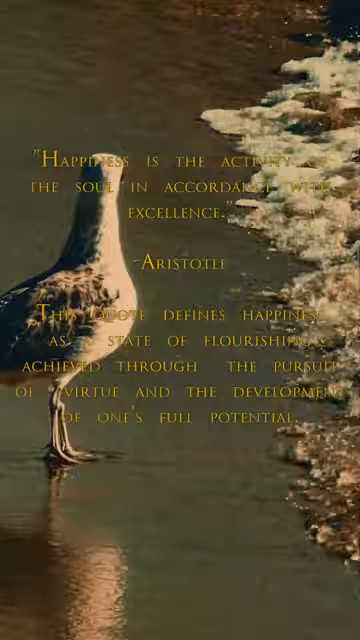 "Happiness is the activity of
the soul in accordance with
excellence."
-Aristotle
This quote defines happiness
as a state of flourishing
achieved through the pursuit
of virtue and the development
of one's full potential.